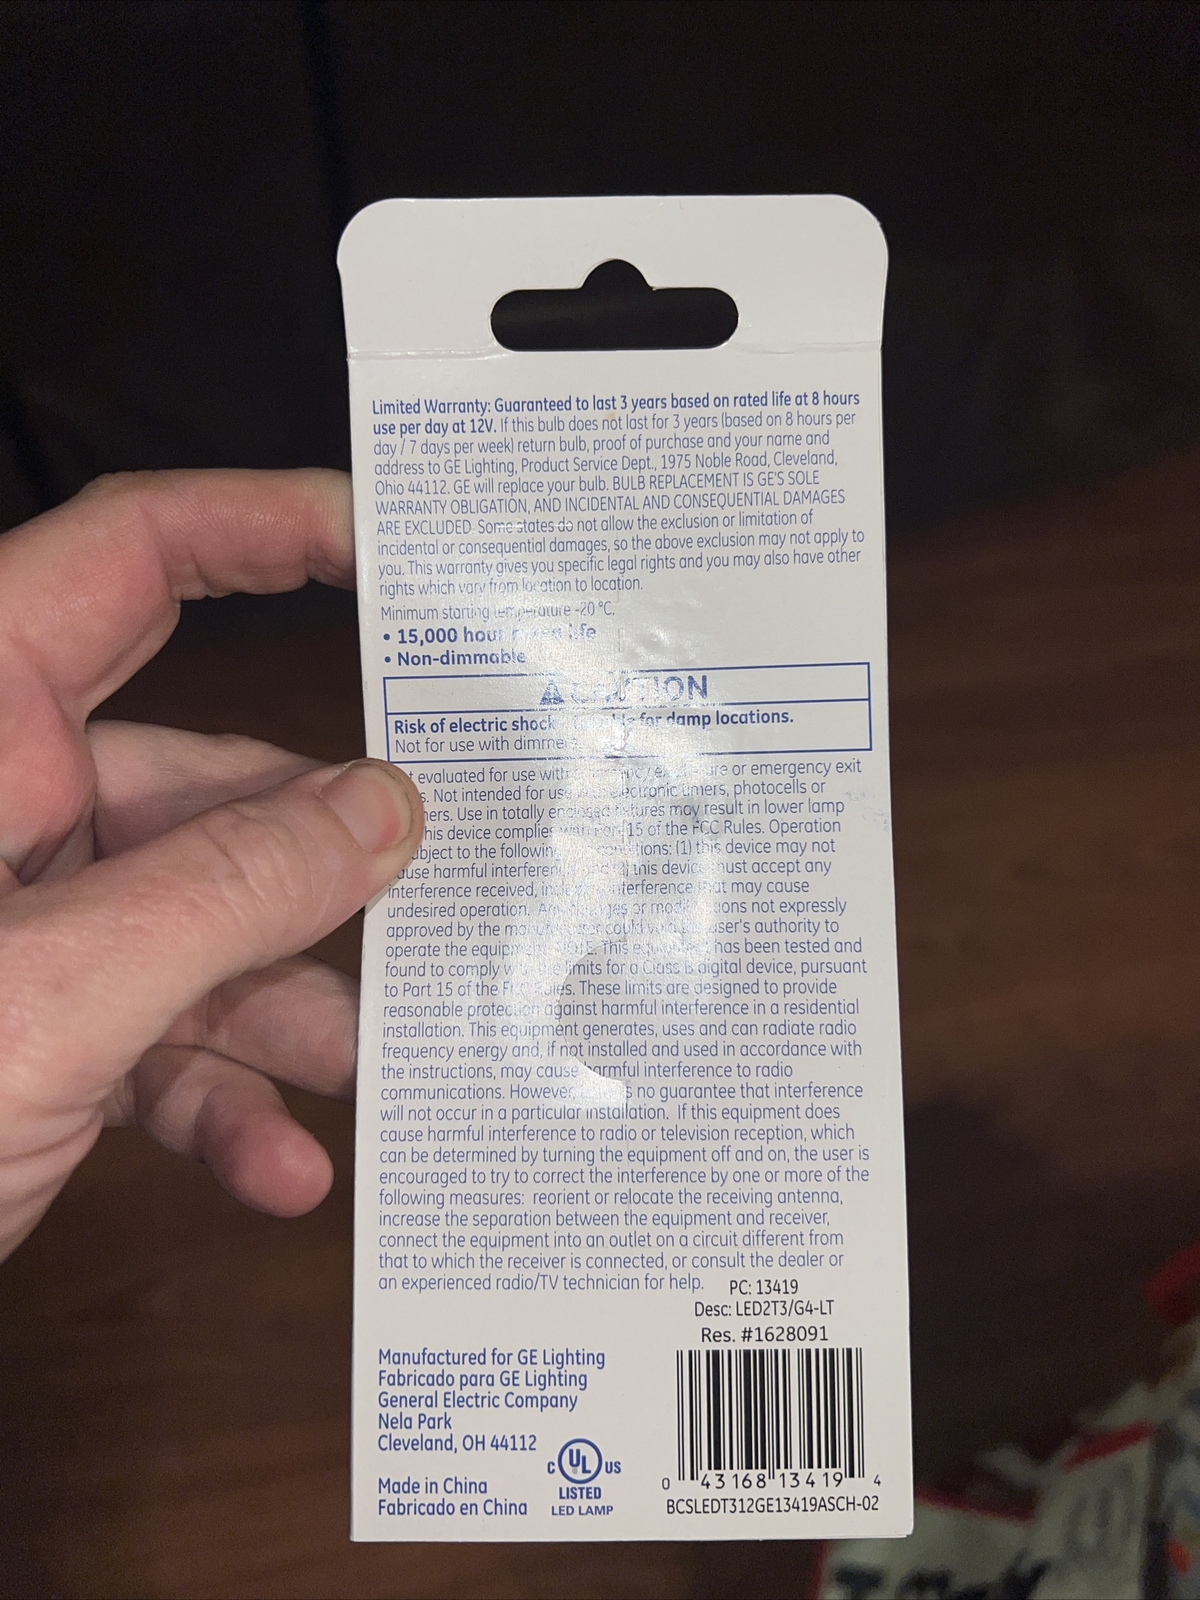 Limited Warranty: Guaranteed to last 3 years based on rated life at 8 hours
use per day at 12V. If this bulb does not last for 3 years (based on 8 hours per
day / 7 days per week) return bulb, proof of purchase and your name and
address to GE Lighting, Product Service Dept., 1975 Noble Road, Cleveland,
Ohio 44112. GE will replace your bulb. BULB REPLACEMENT IS GE'S SOLE
WARRANTY OBLIGATION, AND INCIDENTAL AND CONSEQUENTIAL DAMAGES
ARE EXCLUDED. Some states do not allow the exclusion or limitation of
incidental or consequential damages, so the above exclusion may not apply to
you. This warranty gives you specific legal rights and you may also have other
rights which vary from location to location.
Minimum starting temperature -20 °C.
• 15,000 hour rated life
• Non-dimmable
CAUTION
Risk of electric shock for damp locations.
Not for use with dimmers
evaluated for use with or emergency exit
Not intended for use electronic timers, photocells or
Use in totally enclosed fixtures may result in lower lamp
This device complies with Part 15 of the FCC Rules. Operation
subject to the following conditions: (1) this device may not
cause harmful interference, and (2) this device must accept any
interference received, including interference that may cause
undesired operation. Any changes or modifications not expressly
approved by the manufacturer could void the user's authority to
operate the equipment. NOTE: This equipment has been tested and
found to comply with the limits for a Class B digital device, pursuant
to Part 15 of the FCC Rules. These limits are designed to provide
reasonable protection against harmful interference in a residential
installation. This equipment generates, uses and can radiate radio
frequency energy and, if not installed and used in accordance with
the instructions, may cause harmful interference to radio
communications. However, no guarantee that interference
will not occur in a particular installation. If this equipment does
cause harmful interference to radio or television reception, which
can be determined by turning the equipment off and on, the user is
encouraged to try to correct the interference by one or more of the
following measures: reorient or relocate the receiving antenna,
increase the separation between the equipment and receiver,
connect the equipment into an outlet on a circuit different from
that to which the receiver is connected, or consult the dealer or
an experienced radio/TV technician for help.
PC: 13419
Desc: LED2T3/G4-LT
Res. #1628091
Manufactured for GE Lighting
Fabricado para GE Lighting
General Electric Company
Nela Park
Cleveland, OH 44112
Made in China
Fabricado en China
C UL US
LISTED
LED LAMP
0 43168 13419 4
BCSLEDT312GE13419ASCH-02